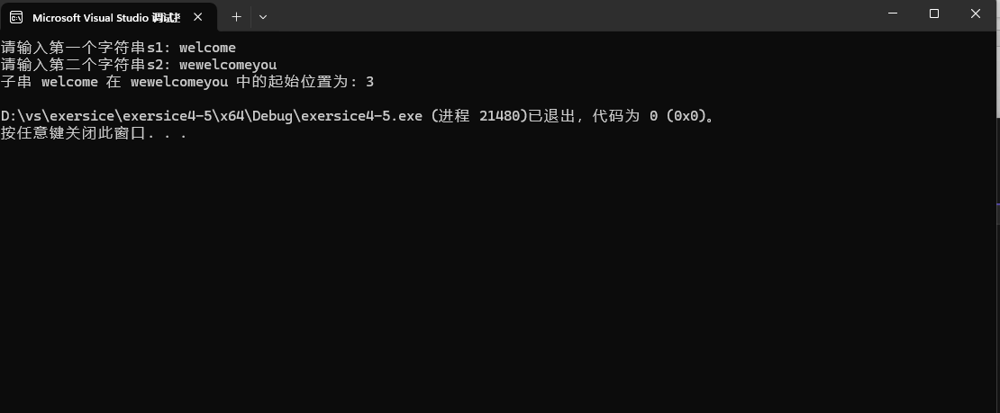 Microsoft Visual Studio 调试控
请输入第一个字符串s1: welcome
请输入第二个字符串s2: wewelcomeyou
子串 welcome 在 wewelcomeyou 中的起始位置为: 3
D:\vs\exersice\exersice4-5\x64\Debug\exersice4-5.exe (进程 21480)已退出，代码为 0 (0x0)。
按任意键关闭此窗口. . .